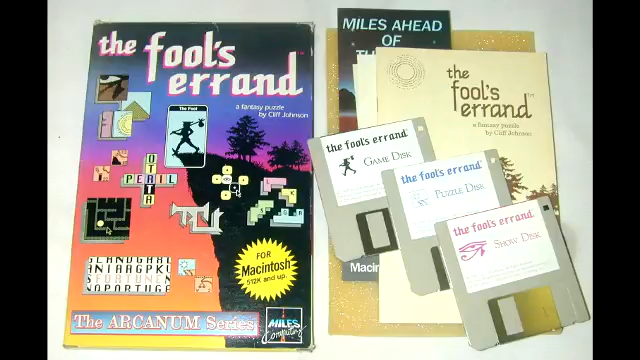 the fool's
errand
a fantasy puzzle
by Cliff Johnson
The Fool
PERIL
FOR
Macintosh
512K and up.
The ARCANUM Series
MILES
Computing
MILES AHEAD
OF
the
fool's
errand
a fantasy puzzle
by Cliff Johnson
the fool's errand
GAME DISK
the fool's errand
PUZZLE DISK
the fool's errand
SHOW DISK